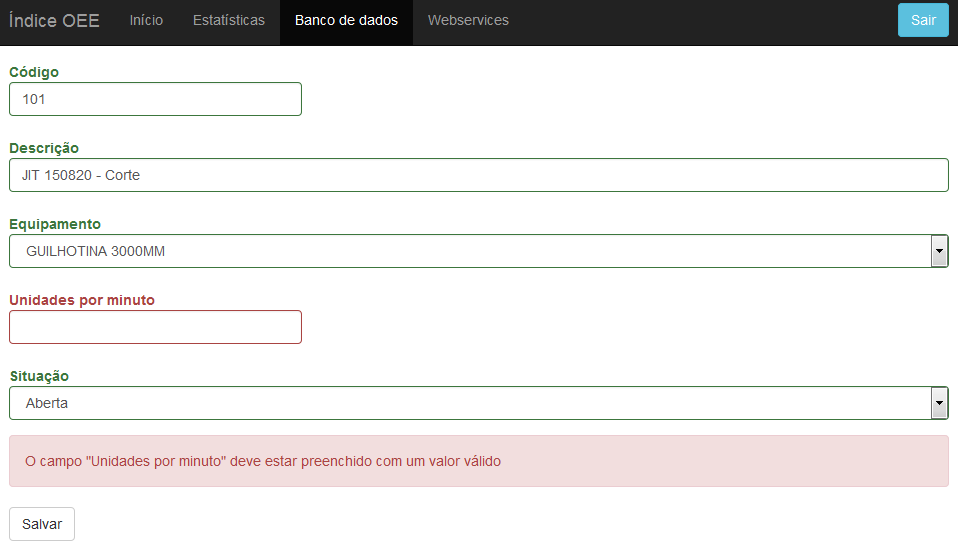 Índice OEE Início Estatísticas Banco de dados Webservices Sair
Código
101
Descrição
JIT 150820 - Corte
Equipamento
GUILHOTINA 3000MM
Unidades por minuto
Situação
Aberta
O campo "Unidades por minuto" deve estar preenchido com um valor válido
Salvar